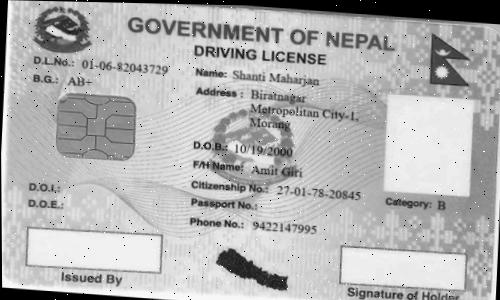 GOVERNMENT OF NEPAL
DRIVING LICENSE
D.L.No.: 01-06-82043729
B.G.: AB+
Name: Shanti Maharjan
Address : Biratnagar
Metropolitan City-1,
Morang
D.O.B.: 10/19/2000
F/H Name: Amit Giri
Citizenship No.: 27-01-78-20845
D.O.I.:
Passport No.: .
Category: B
D.O.E.:
Phone No.: 9422147995
Issued By
Signature of Holder